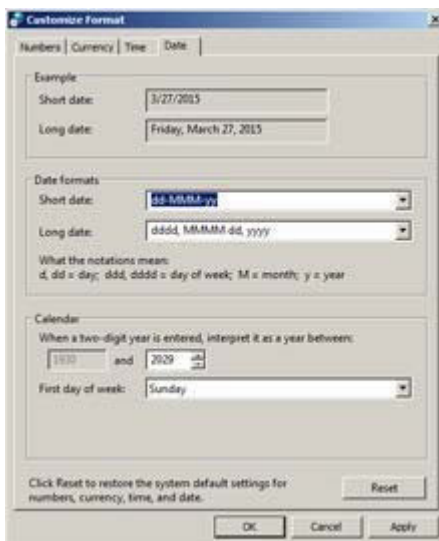 Customize Format
Numbers Currency Time Date
Example
Short date: 3/27/2015
Long date: Friday, March 27, 2015
Date formats
Short date: dd-MMM-yy
Long date: dddd, MMMM dd, yyyy
What the notations mean:
d, dd = day; ddd, dddd = day of week; M = month; y = year
Calendar
When a two-digit year is entered, interpret it as a year between:
1930 and 2029
First day of week: Sunday
Click Reset to restore the system default settings for
numbers, currency, time, and date.
Reset
OK Cancel Apply